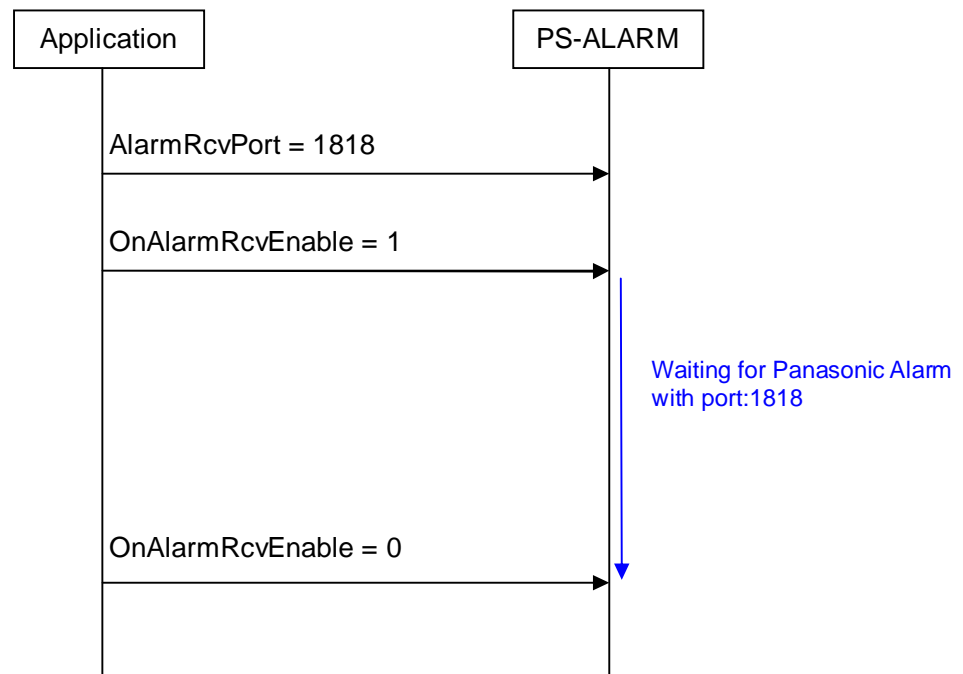 Application
PS-ALARM
AlarmRcvPort = 1818
OnAlarmRcvEnable = 1
Waiting for Panasonic Alarm
with port:1818
OnAlarmRcvEnable = 0